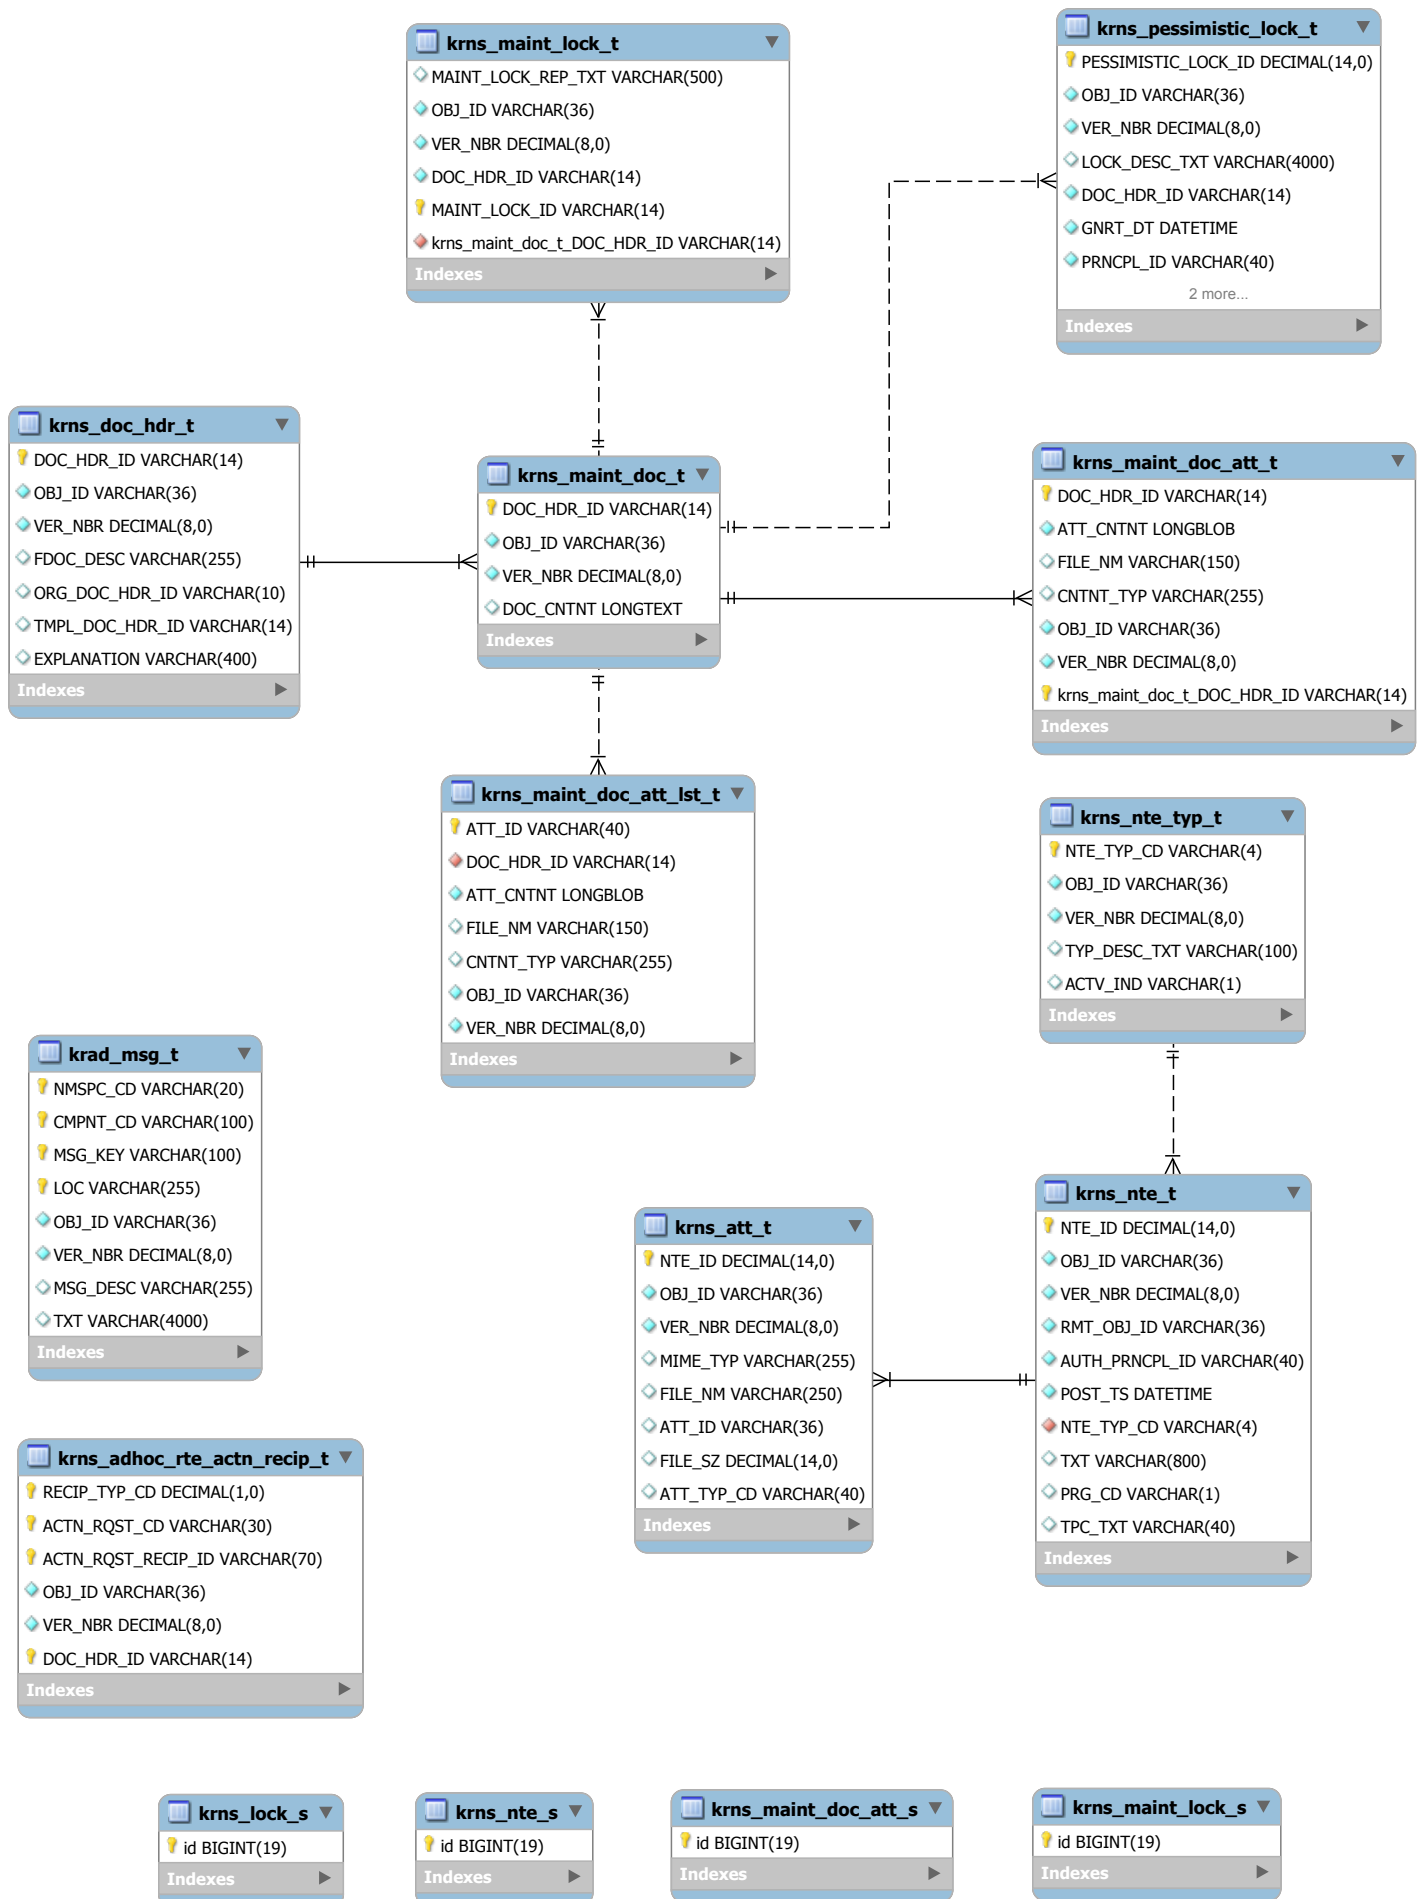 krns_maint_lock_t
MAINT_LOCK_REP_TXT VARCHAR(500)
OBJ_ID VARCHAR(36)
VER_NBR DECIMAL(8,0)
DOC_HDR_ID VARCHAR(14)
MAINT_LOCK_ID VARCHAR(14)
krns_maint_doc_t_DOC_HDR_ID VARCHAR(14)
Indexes
krns_pessimistic_lock_t
PESSIMISTIC_LOCK_ID DECIMAL(14,0)
OBJ_ID VARCHAR(36)
VER_NBR DECIMAL(8,0)
LOCK_DESC_TXT VARCHAR(4000)
DOC_HDR_ID VARCHAR(14)
GNRT_DT DATETIME
PRNCPL_ID VARCHAR(40)
2 more...
Indexes
krns_doc_hdr_t
DOC_HDR_ID VARCHAR(14)
OBJ_ID VARCHAR(36)
VER_NBR DECIMAL(8,0)
FDOC_DESC VARCHAR(255)
ORG_DOC_HDR_ID VARCHAR(10)
TMPL_DOC_HDR_ID VARCHAR(14)
EXPLANATION VARCHAR(400)
Indexes
krns_maint_doc_t
DOC_HDR_ID VARCHAR(14)
OBJ_ID VARCHAR(36)
VER_NBR DECIMAL(8,0)
DOC_CNTNT LONGTEXT
Indexes
krns_maint_doc_att_t
DOC_HDR_ID VARCHAR(14)
ATT_CNTNT LONGBLOB
FILE_NM VARCHAR(150)
CNTNT_TYP VARCHAR(255)
OBJ_ID VARCHAR(36)
VER_NBR DECIMAL(8,0)
krns_maint_doc_t_DOC_HDR_ID VARCHAR(14)
Indexes
krns_maint_doc_att_lst_t
ATT_ID VARCHAR(40)
DOC_HDR_ID VARCHAR(14)
ATT_CNTNT LONGBLOB
FILE_NM VARCHAR(150)
CNTNT_TYP VARCHAR(255)
OBJ_ID VARCHAR(36)
VER_NBR DECIMAL(8,0)
Indexes
krns_nte_typ_t
NTE_TYP_CD VARCHAR(4)
OBJ_ID VARCHAR(36)
VER_NBR DECIMAL(8,0)
TYP_DESC_TXT VARCHAR(100)
ACTV_IND VARCHAR(1)
Indexes
krad_msg_t
NMSPC_CD VARCHAR(20)
CMPNT_CD VARCHAR(100)
MSG_KEY VARCHAR(100)
LOC VARCHAR(255)
OBJ_ID VARCHAR(36)
VER_NBR DECIMAL(8,0)
MSG_DESC VARCHAR(255)
TXT VARCHAR(4000)
Indexes
krns_att_t
NTE_ID DECIMAL(14,0)
OBJ_ID VARCHAR(36)
VER_NBR DECIMAL(8,0)
MIME_TYP VARCHAR(255)
FILE_NM VARCHAR(250)
ATT_ID VARCHAR(36)
FILE_SZ DECIMAL(14,0)
ATT_TYP_CD VARCHAR(40)
Indexes
krns_nte_t
NTE_ID DECIMAL(14,0)
OBJ_ID VARCHAR(36)
VER_NBR DECIMAL(8,0)
RMT_OBJ_ID VARCHAR(36)
AUTH_PRNCPL_ID VARCHAR(40)
POST_TS DATETIME
NTE_TYP_CD VARCHAR(4)
TXT VARCHAR(800)
PRG_CD VARCHAR(1)
TPC_TXT VARCHAR(40)
Indexes
krns_adhoc_rte_actn_recip_t
RECIP_TYP_CD DECIMAL(1,0)
ACTN_RQST_CD VARCHAR(30)
ACTN_RQST_RECIP_ID VARCHAR(70)
OBJ_ID VARCHAR(36)
VER_NBR DECIMAL(8,0)
DOC_HDR_ID VARCHAR(14)
Indexes
krns_lock_s
id BIGINT(19)
Indexes
krns_nte_s
id BIGINT(19)
Indexes
krns_maint_doc_att_s
id BIGINT(19)
Indexes
krns_maint_lock_s
id BIGINT(19)
Indexes